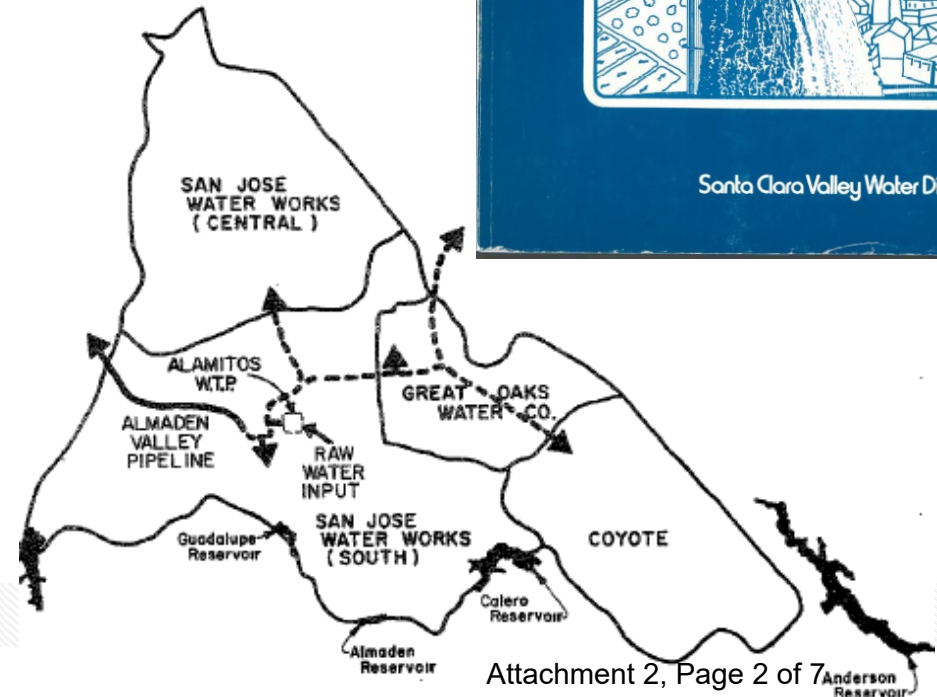 Santa Clara Valley Water D
SAN JOSE
WATER WORKS
( CENTRAL )
ALAMITOS
W.T.P.
GREAT OAKS
WATER CO.
ALMADEN
VALLEY
PIPELINE
RAW
WATER
INPUT
SAN JOSE
WATER WORKS
( SOUTH )
COYOTE
Guadalupe
Reservoir
Calero
Reservoir
Almaden
Reservoir
Anderson
Reservoir
Attachment 2, Page 2 of 7